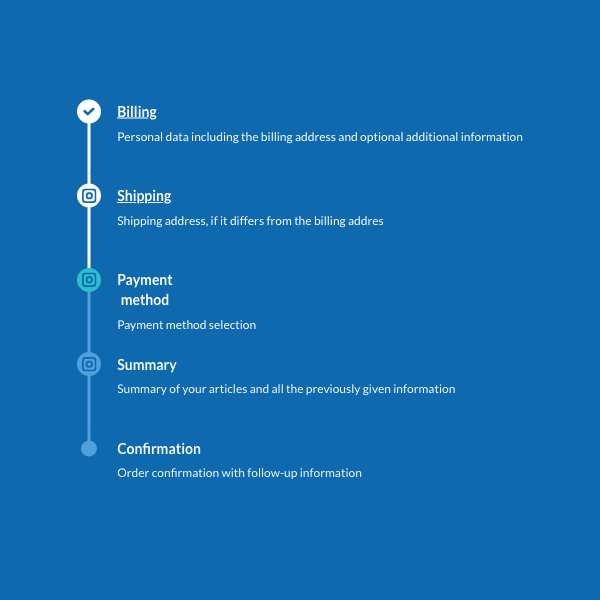 Billing
Personal data including the billing address and optional additional information
Shipping
Shipping address, if it differs from the billing addres
Payment
method
Payment method selection
Summary
Summary of your articles and all the previously given information
Confirmation
Order confirmation with follow-up information